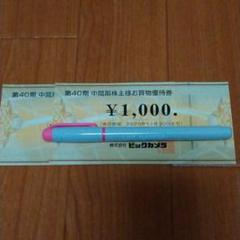 第40期 中間
第40期 中間期株主様お買物優待券
¥1,000.
株式会社 ビックカメラ